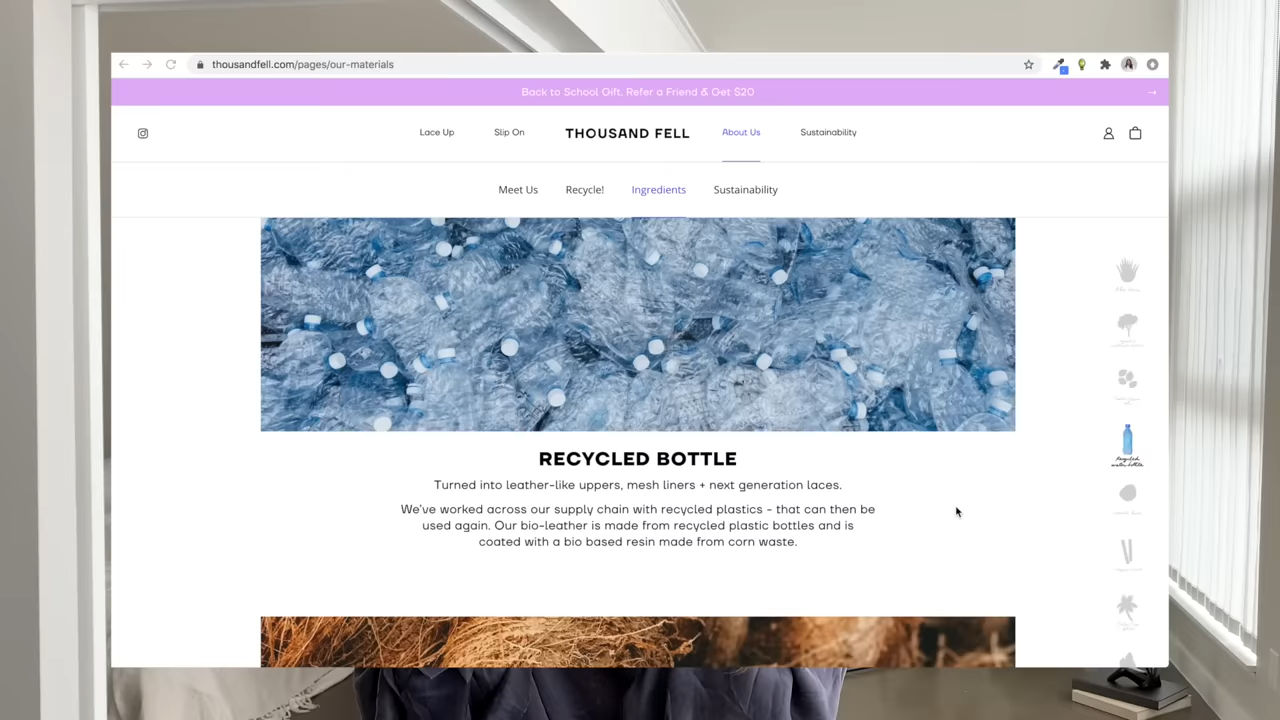 thousandfell.com/pages/our-materials
Back to School Gift. Refer a Friend & Get $20 →
Lace Up Slip On THOUSAND FELL About Us Sustainability
Meet Us Recycle! Ingredients Sustainability
RECYCLED BOTTLE
Turned into leather-like uppers, mesh liners + next generation laces.
We've worked across our supply chain with recycled plastics - that can then be
used again. Our bio-leather is made from recycled plastic bottles and is
coated with a bio based resin made from corn waste.
Recycled
water bottle